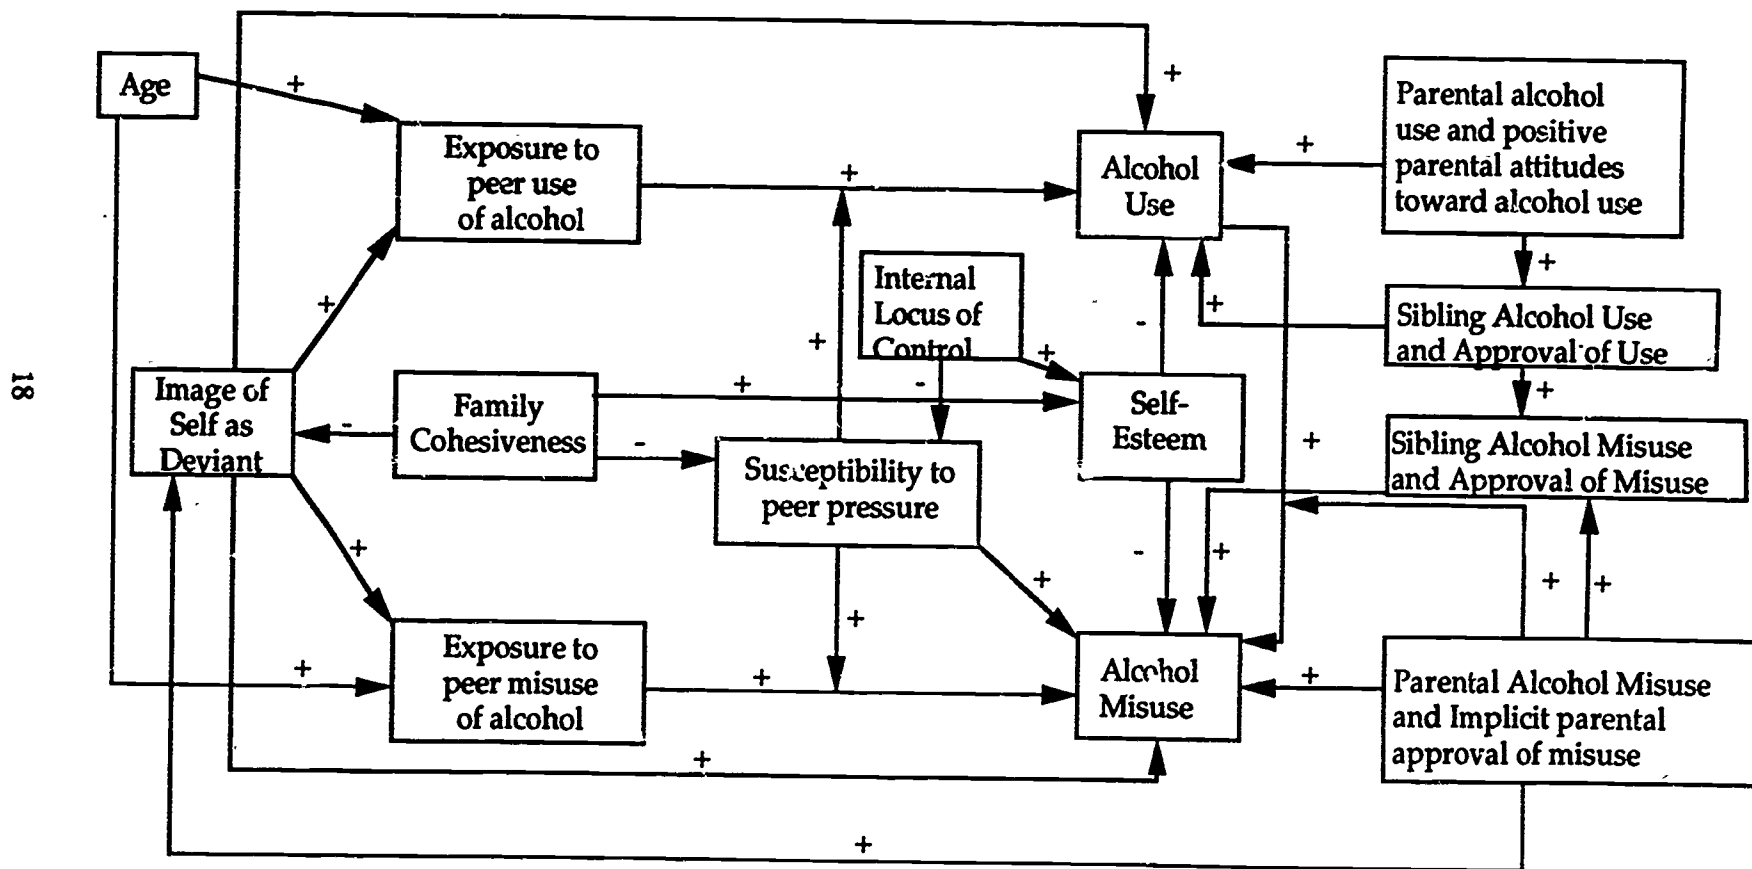 Age
+
+
Exposure to
peer use
of alcohol
+
Alcohol
Use
+
Parental alcohol
use and positive
parental attitudes
toward alcohol use
+
+
Internal
Locus of
Control
+
-
+
Sibling Alcohol Use
and Approval of Use
+
18
Image of
Self as
Deviant
-
Family
Cohesiveness
+
-
-
+
Self-
Esteem
+
Sibling Alcohol Misuse
and Approval of Misuse
Susceptibility to
peer pressure
+
+
+
-
+
+
+
+
Exposure to
peer misuse
of alcohol
+
Alcohol
Misuse
+
Parental Alcohol Misuse
and Implicit parental
approval of misuse
+
+